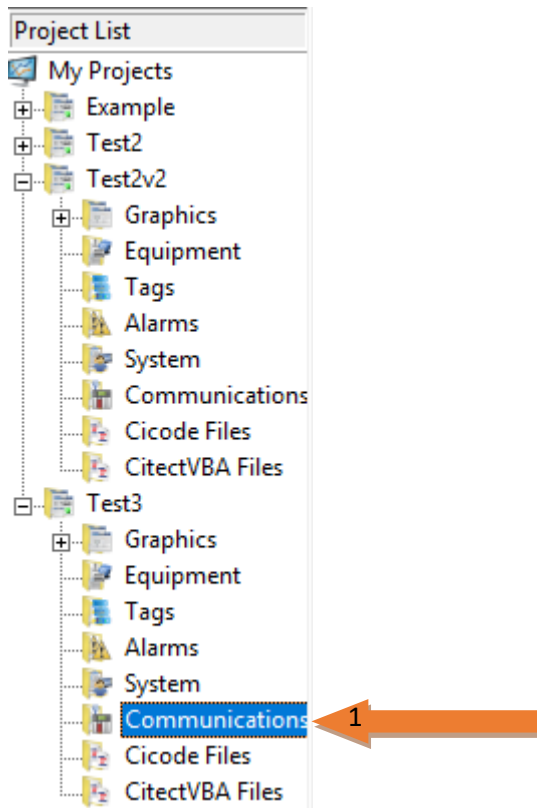 Project List
My Projects
Example
Test2
Test2v2
Graphics
Equipment
Tags
Alarms
System
Communications
Cicode Files
CitectVBA Files
Test3
Graphics
Equipment
Tags
Alarms
System
Communications 1
Cicode Files
CitectVBA Files